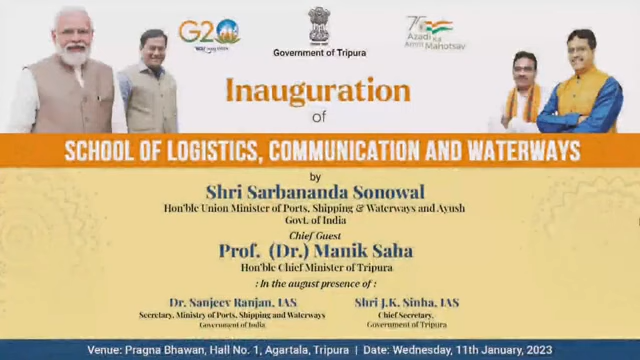 G20
Government of Tripura
Azadi Ka
Amrit Mahotsav
Inauguration
of
SCHOOL OF LOGISTICS, COMMUNICATION AND WATERWAYS
by
Shri Sarbananda Sonowal
Hon'ble Union Minister of Ports, Shipping & Waterways and Ayush
Govt. of India
Chief Guest
Prof. (Dr.) Manik Saha
Hon'ble Chief Minister of Tripura
: In the august presence of :
Dr. Sanjeev Ranjan, IAS Shri J.K. Sinha, IAS
Secretary, Ministry of Ports, Shipping and Waterways Chief Secretary,
Government of India Government of Tripura
Venue: Pragna Bhawan, Hall No. 1, Agartala, Tripura | Date: Wednesday, 11th January, 2023